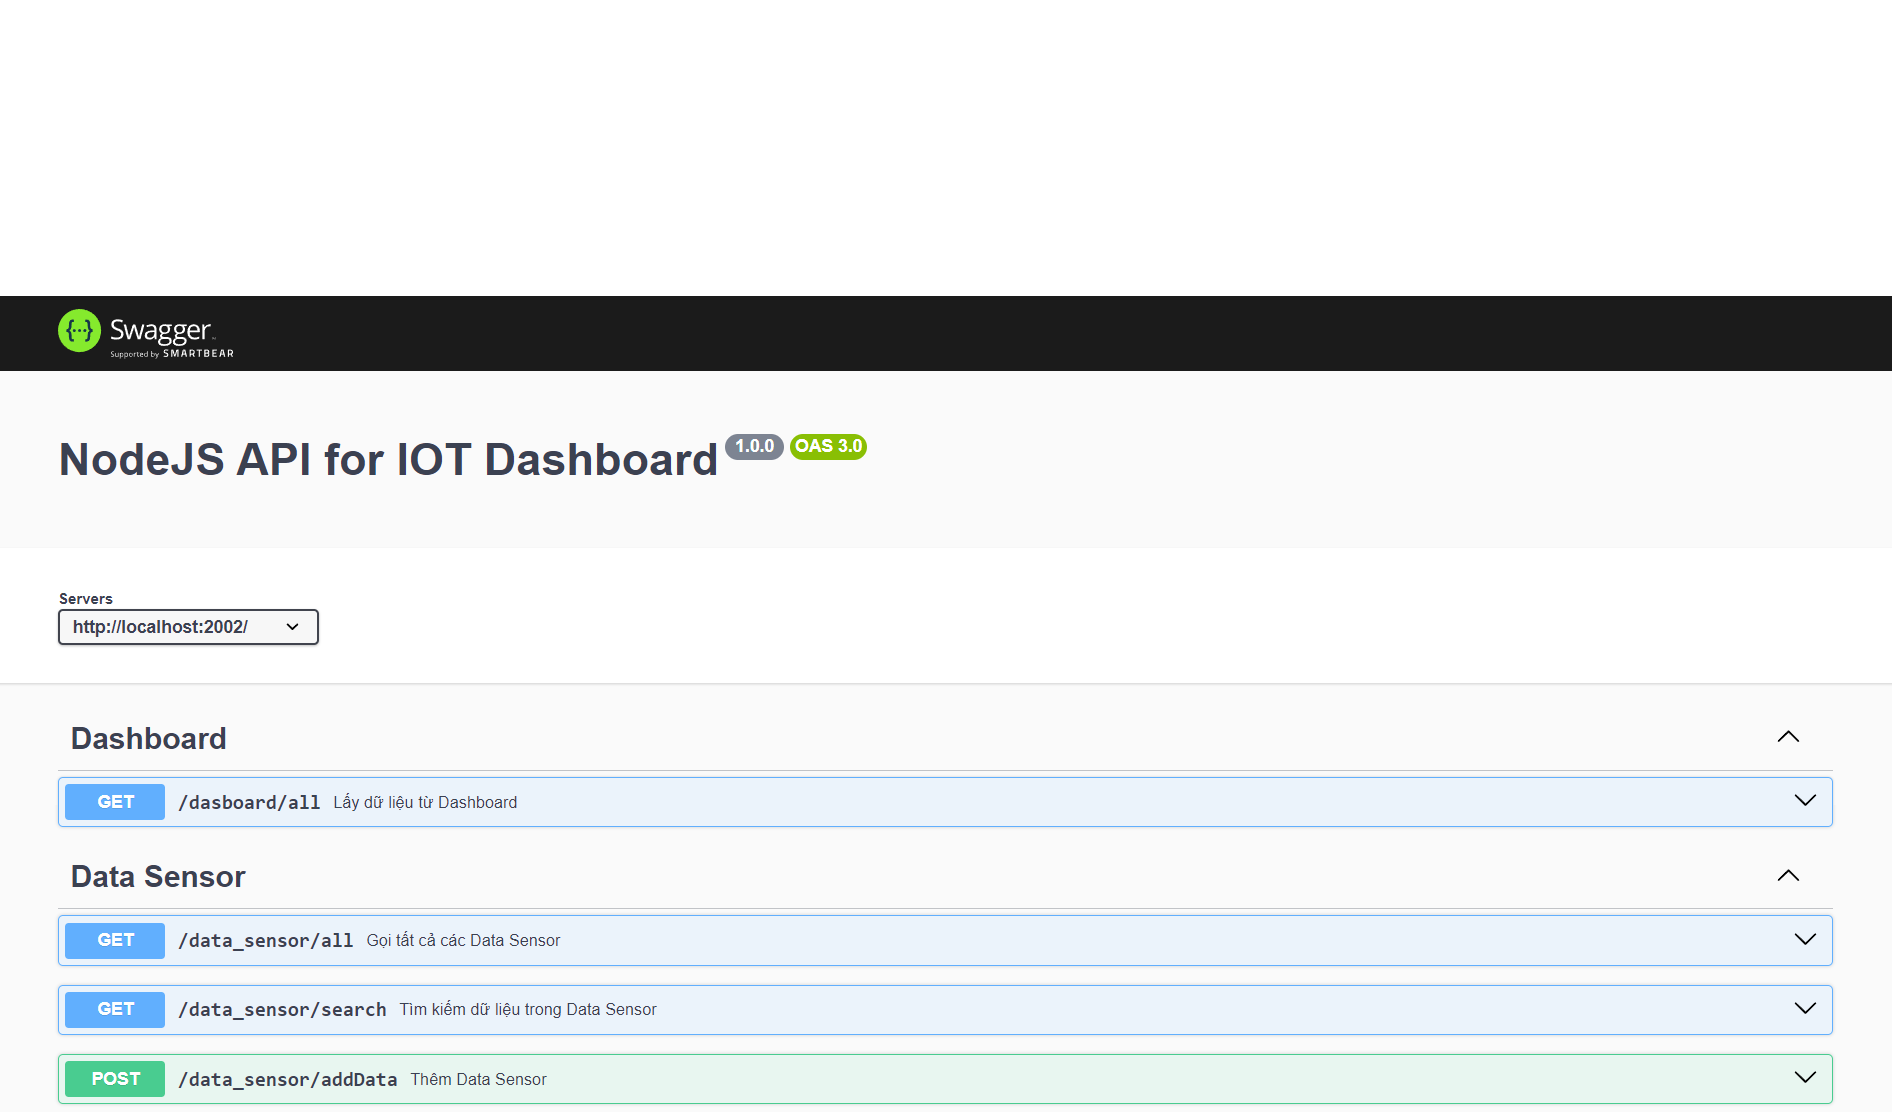 Swagger
Supported by SMARTBEAR
NodeJS API for IOT Dashboard 1.0.0 OAS 3.0
Servers
http://localhost:2002/
Dashboard
GET /dasboard/all Lấy dữ liệu từ Dashboard
Data Sensor
GET /data_sensor/all Gọi tất cả các Data Sensor
GET /data_sensor/search Tìm kiếm dữ liệu trong Data Sensor
POST /data_sensor/addData Thêm Data Sensor